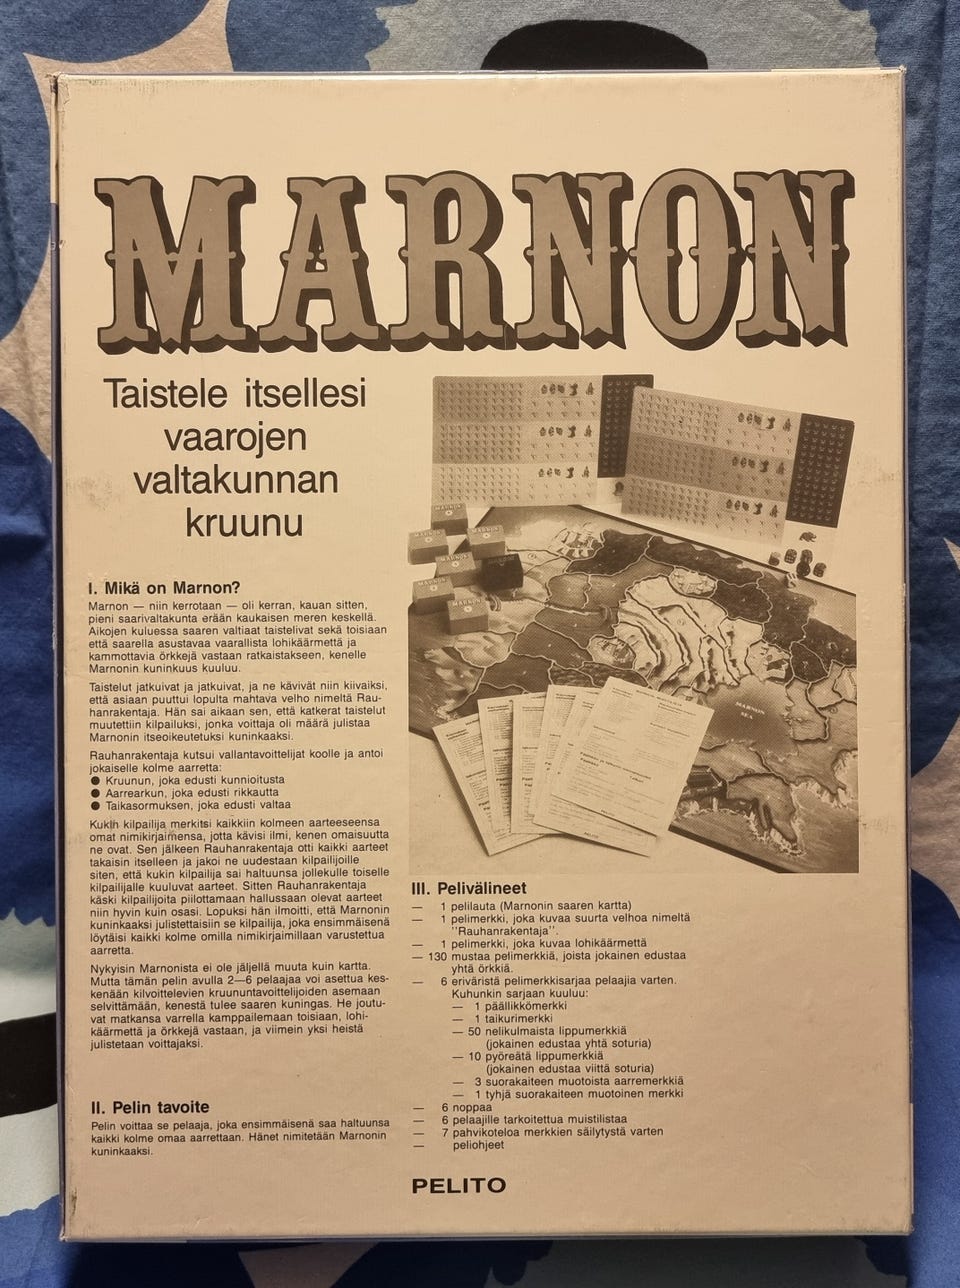 MARNON
Taistele itsellesi
vaarojen
valtakunnan
kruunu
I. Mikä on Marnon?
Marnon — niin kerrotaan — oli kerran, kauan sitten,
pieni saarivaltakunta erään kaukaisen meren keskellä.
Aikojen kuluessa saaren valtiaat taistelivat sekä toisiaan
että saarella asustavaa vaarallista lohikäärmettä ja
kammottavia örkkejä vastaan ratkaistakseen, kenelle
Marnonin kuninkuus kuuluu.
Taistelut jatkuivat ja jatkuivat, ja ne kävivät niin kiivaiksi,
että asiaan puuttui lopulta mahtava velho nimeltä Rau-
hanrakentaja. Hän sai aikaan sen, että katkerat taistelut
muutettiin kilpailuksi, jonka voittaja oli määrä julistaa
Marnonin itseoikeutetuksi kuninkaaksi.
Rauhanrakentaja kutsui vallantavoittelijat koolle ja antoi
jokaiselle kolme aarretta:
● Kruunun, joka edusti kunnioitusta
● Aarrearkun, joka edusti rikkautta
● Taikasormuksen, joka edusti valtaa
Kukin kilpailija merkitsi kaikkiin kolmeen aarteeseensa
omat nimikirjaimensa, jotta kävisi ilmi, kenen omaisuutta
ne ovat. Sen jälkeen Rauhanrakentaja otti kaikki aarteet
takaisin itselleen ja jakoi ne uudestaan kilpailijoille
siten, että kukin kilpailija sai haltuunsa jollekulle toiselle
kilpailijalle kuuluvat aarteet. Sitten Rauhanrakentaja
käski kilpailijoita piilottamaan hallussaan olevat aarteet
niin hyvin kuin osasi. Lopuksi hän ilmoitti, että Marnonin
kuninkaaksi julistettaisiin se kilpailija, joka ensimmäisenä
löytäisi kaikki kolme omilla nimikirjaimillaan varustettua
aarretta.
Nykyisin Marnonista ei ole jäljellä muuta kuin kartta.
Mutta tämän pelin avulla 2—6 pelaajaa voi asettua kes-
kenään kilvoittelevien kruununtavoittelijoiden asemaan
selvittämään, kenestä tulee saaren kuningas. He joutu-
vat matkansa varrella kamppailemaan toisiaan, lohi-
käärmettä ja örkkejä vastaan, ja viimein yksi heistä
julistetaan voittajaksi.
II. Pelin tavoite
Pelin voittaa se pelaaja, joka ensimmäisenä saa haltuunsa
kaikki kolme omaa aarrettaan. Hänet nimitetään Marnonin
kuninkaaksi.
MARNON
MARNON
MARNON
MARNON
MARNON
MARNON
MARNON
SEA
III. Pelivälineet
— 1 pelilauta (Marnonin saaren kartta)
— 1 pelimerkki, joka kuvaa suurta velhoa nimeltä
''Rauhanrakentaja''.
— 1 pelimerkki, joka kuvaa lohikäärmettä
— 130 mustaa pelimerkkiä, joista jokainen edustaa
yhtä örkkiä.
— 6 eriväristä pelimerkkisarjaa pelaajia varten.
Kuhunkin sarjaan kuuluu:
— 1 päällikkömerkki
— 1 taikurimerkki
— 50 nelikulmaista lippumerkkiä
(jokainen edustaa yhtä soturia)
— 10 pyöreätä lippumerkkiä
(jokainen edustaa viittä soturia)
— 3 suorakaiteen muotoista aarremerkkiä
— 1 tyhjä suorakaiteen muotoinen merkki
— 6 noppaa
— 6 pelaajille tarkoitettua muistilistaa
— 7 pahvikoteloa merkkien säilytystä varten
— peliohjeet
PELITO